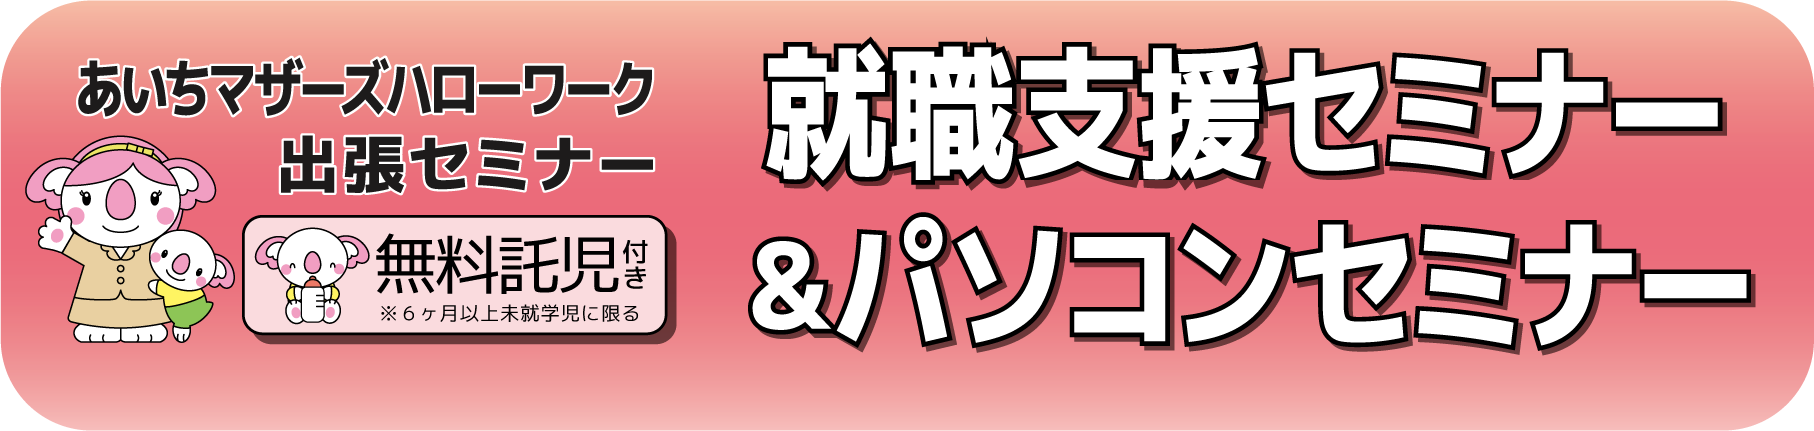 あいちマザーズハローワーク
出張セミナー
無料託児付き
※６ヶ月以上未就学児に限る
就職支援セミナー
&パソコンセミナー